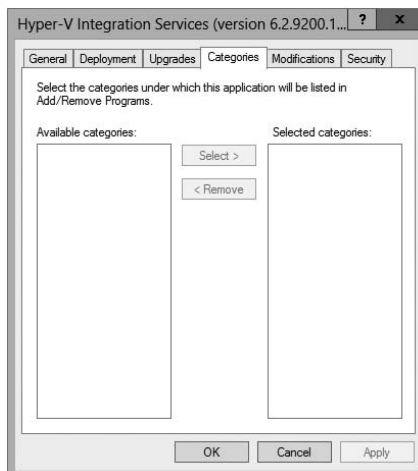 Hyper-V Integration Services (version 6.2.9200.1... ? x
General Deployment Upgrades Categories Modifications Security
Select the categories under which this application will be listed in
Add/Remove Programs.
Available categories: Selected categories:
Select >
< Remove
OK Cancel Apply